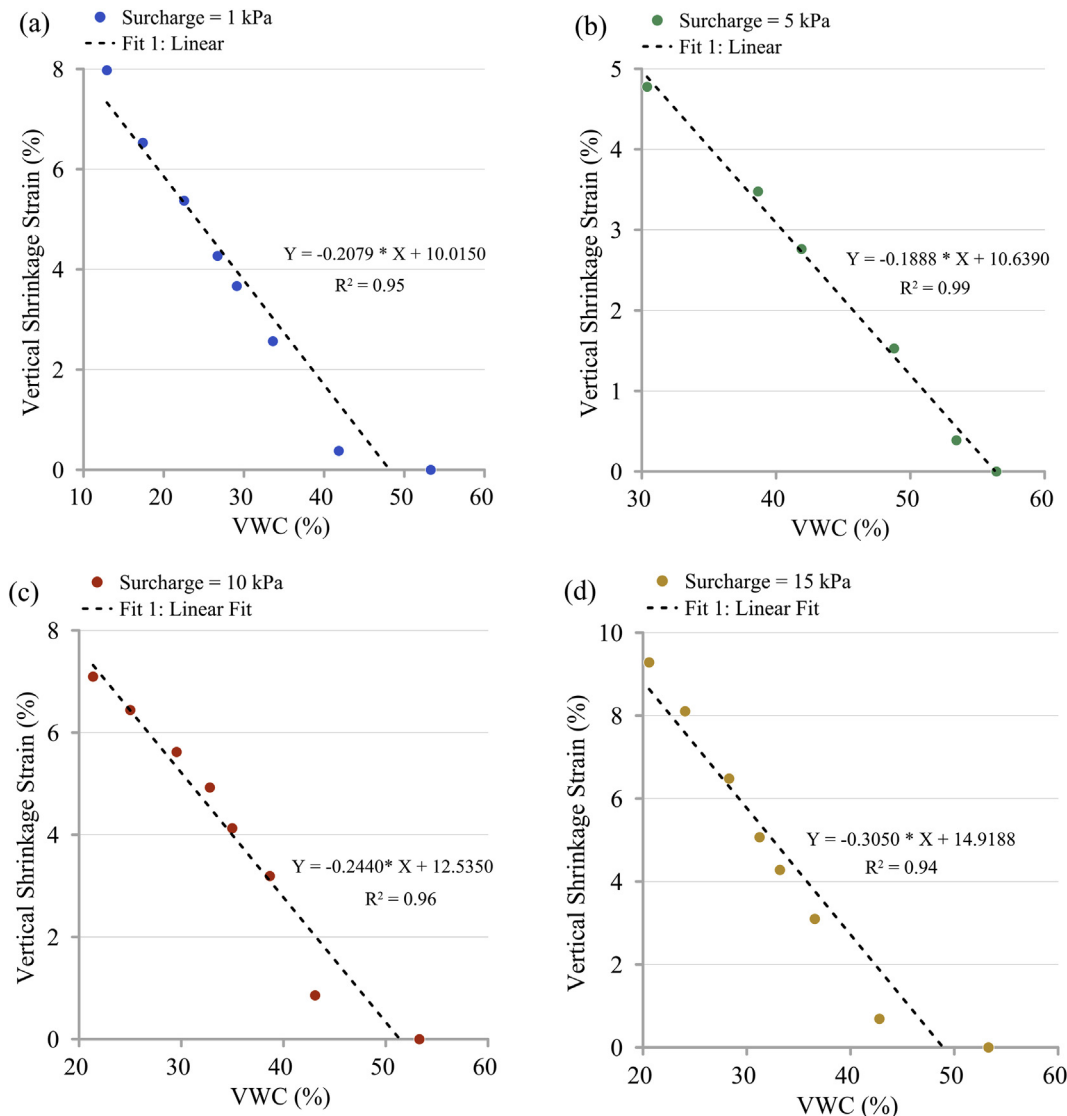 (a)
Surcharge = 1 kPa
Fit 1: Linear
8
6
4
2
0
Vertical Shrinkage Strain (%)
Y = -0.2079 * X + 10.0150
R² = 0.95
10 20 30 40 50 60
VWC (%)
(b)
Surcharge = 5 kPa
Fit 1: Linear
5
4
3
2
1
0
Vertical Shrinkage Strain (%)
Y = -0.1888 * X + 10.6390
R² = 0.99
30 40 50 60
VWC (%)
(c)
Surcharge = 10 kPa
Fit 1: Linear Fit
8
6
4
2
0
Vertical Shrinkage Strain (%)
Y = -0.2440* X + 12.5350
R² = 0.96
20 30 40 50 60
VWC (%)
(d)
Surcharge = 15 kPa
Fit 1: Linear Fit
10
8
6
4
2
0
Vertical Shrinkage Strain (%)
Y = -0.3050 * X + 14.9188
R² = 0.94
20 30 40 50 60
VWC (%)